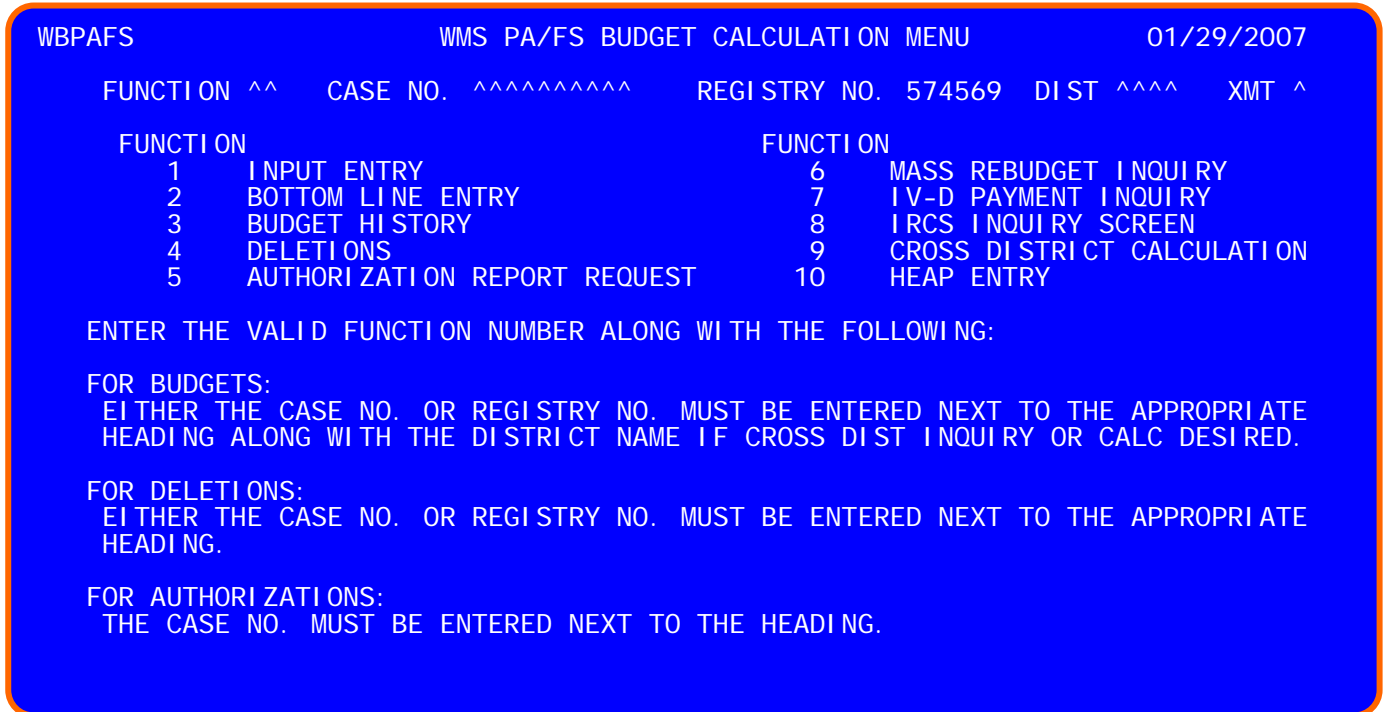 WBPAFS WMS PA/FS BUDGET CALCULATION MENU 01/29/2007
FUNCTION ^^ CASE NO. ^^^^^^^^^^ REGISTRY NO. 574569 DIST ^^^^ XMT ^
FUNCTION FUNCTION
1 INPUT ENTRY 6 MASS REBUDGET INQUIRY
2 BOTTOM LINE ENTRY 7 IV-D PAYMENT INQUIRY
3 BUDGET HISTORY 8 IRCS INQUIRY SCREEN
4 DELETIONS 9 CROSS DISTRICT CALCULATION
5 AUTHORIZATION REPORT REQUEST 10 HEAP ENTRY
ENTER THE VALID FUNCTION NUMBER ALONG WITH THE FOLLOWING:
FOR BUDGETS:
EITHER THE CASE NO. OR REGISTRY NO. MUST BE ENTERED NEXT TO THE APPROPRIATE
HEADING ALONG WITH THE DISTRICT NAME IF CROSS DIST INQUIRY OR CALC DESIRED.
FOR DELETIONS:
EITHER THE CASE NO. OR REGISTRY NO. MUST BE ENTERED NEXT TO THE APPROPRIATE
HEADING.
FOR AUTHORIZATIONS:
THE CASE NO. MUST BE ENTERED NEXT TO THE HEADING.